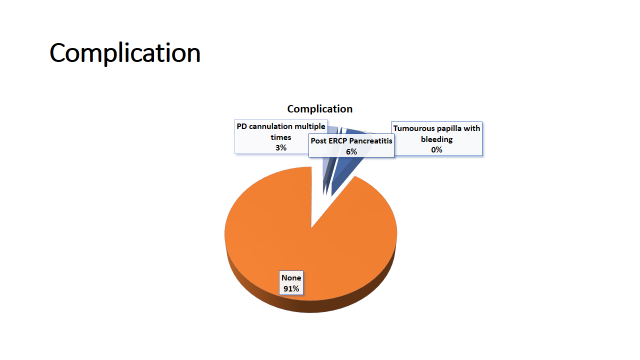 Complication
Complication
PD cannulation multiple
times
3%
Post ERCP Pancreatitis
6%
Tumourous papilla with
bleeding
0%
None
91%